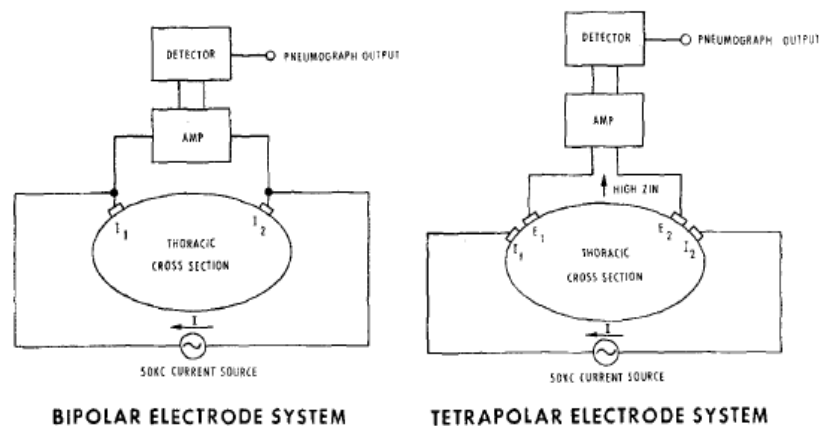 DETECTOR
PNEUMOGRAPH OUTPUT
AMP
I1
I2
THORACIC
CROSS SECTION
I
50KC CURRENT SOURCE
BIPOLAR ELECTRODE SYSTEM
DETECTOR
PNEUMOGRAPH OUTPUT
AMP
HIGH ZIN
E1
E2
I2
THORACIC
CROSS SECTION
I
50KC CURRENT SOURCE
TETRAPOLAR ELECTRODE SYSTEM